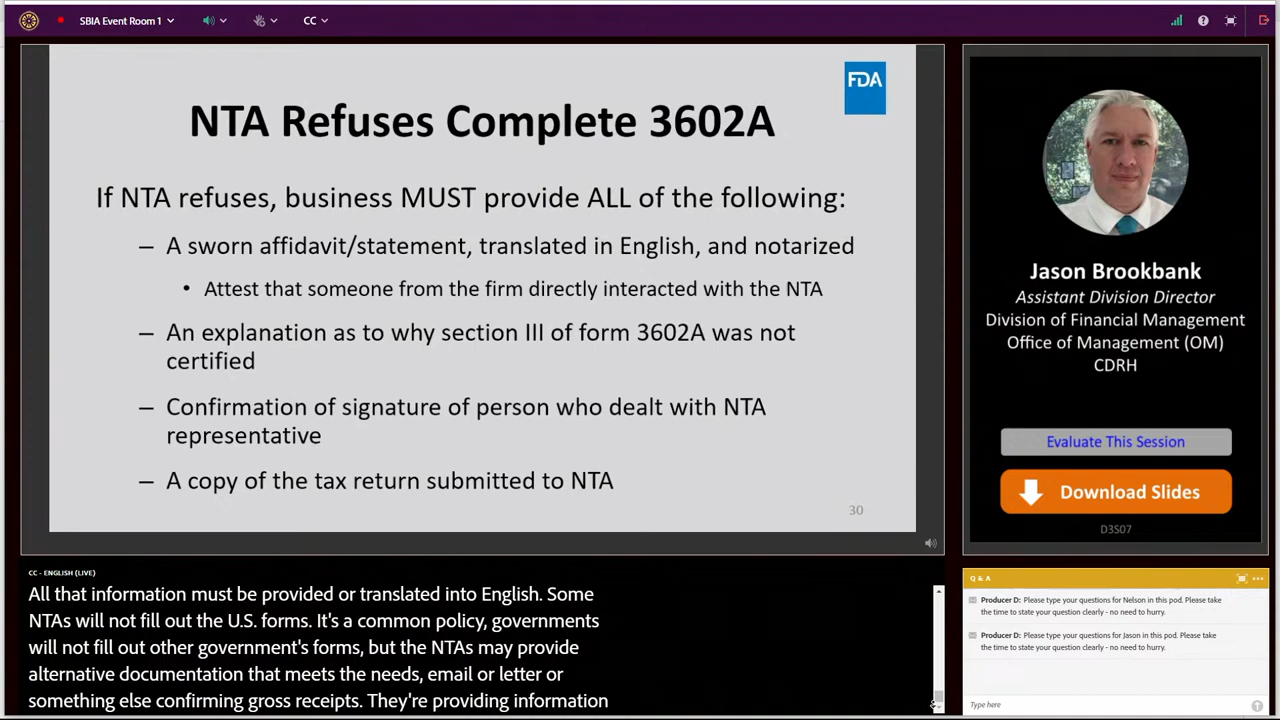 SBIA Event Room 1
CC
FDA
NTA Refuses Complete 3602A
If NTA refuses, business MUST provide ALL of the following:
– A sworn affidavit/statement, translated in English, and notarized
• Attest that someone from the firm directly interacted with the NTA
– An explanation as to why section III of form 3602A was not
certified
– Confirmation of signature of person who dealt with NTA
representative
– A copy of the tax return submitted to NTA
30
Jason Brookbank
Assistant Division Director
Division of Financial Management
Office of Management (OM)
CDRH
Evaluate This Session
Download Slides
D3S07
CC - ENGLISH (LIVE)
All that information must be provided or translated into English. Some
NTAs will not fill out the U.S. forms. It's a common policy, governments
will not fill out other government's forms, but the NTAs may provide
alternative documentation that meets the needs, email or letter or
something else confirming gross receipts. They're providing information
Q & A
Producer D: Please type your questions for Nelson in this pod. Please take
the time to state your question clearly - no need to hurry.
Producer D: Please type your questions for Jason in this pod. Please take
the time to state your question clearly - no need to hurry.
Type here